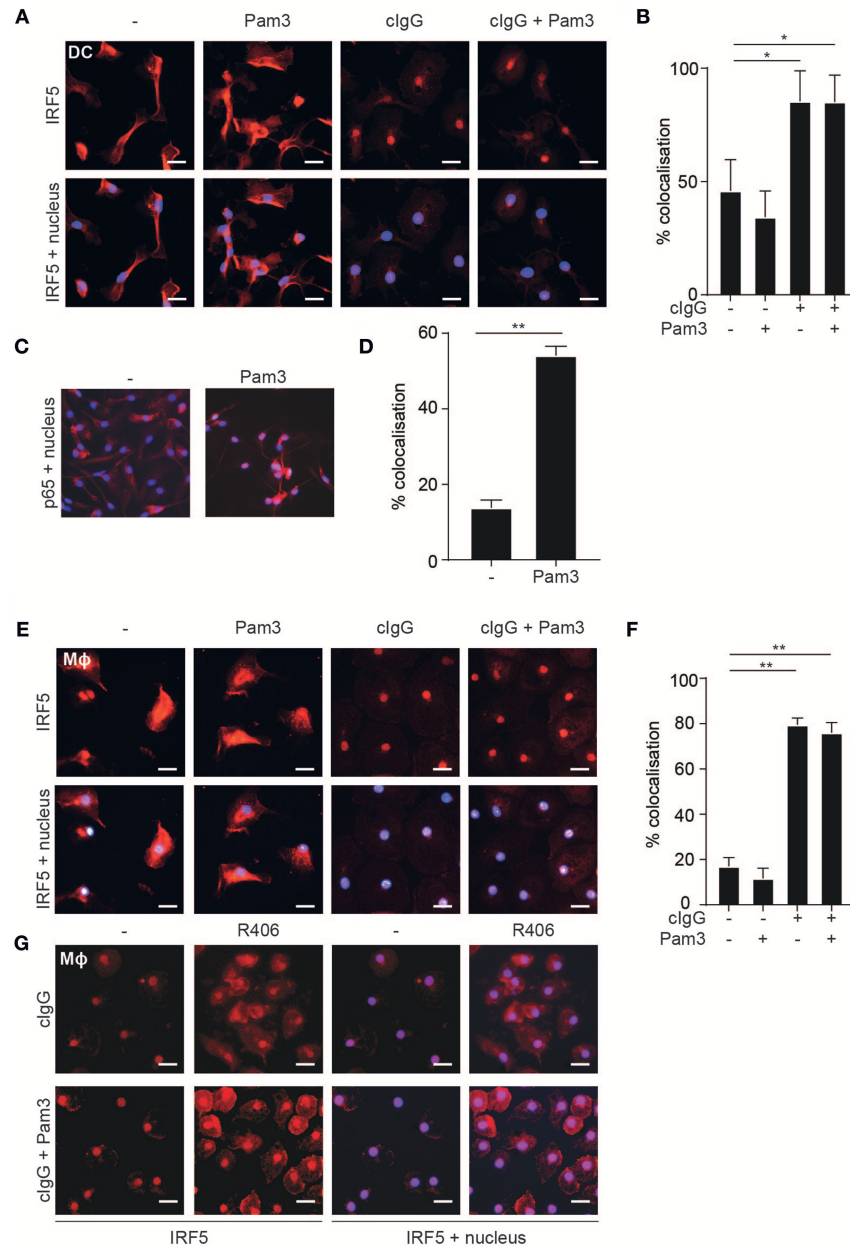 A
- Pam3 cIgG cIgG + Pam3
DC
IRF5
IRF5 + nucleus
B
* 
*
100
50
0
% colocalisation
cIgG - - + +
Pam3 - + - +
C
- Pam3
p65 + nucleus
D
**
60
40
20
0
% colocalisation
- Pam3
E
- Pam3 cIgG cIgG + Pam3
Mϕ
IRF5
IRF5 + nucleus
F
**
**
100
80
60
40
20
0
% colocalisation
cIgG - - + +
Pam3 - + - +
G
- R406 - R406
Mϕ
cIgG
cIgG + Pam3
IRF5 IRF5 + nucleus